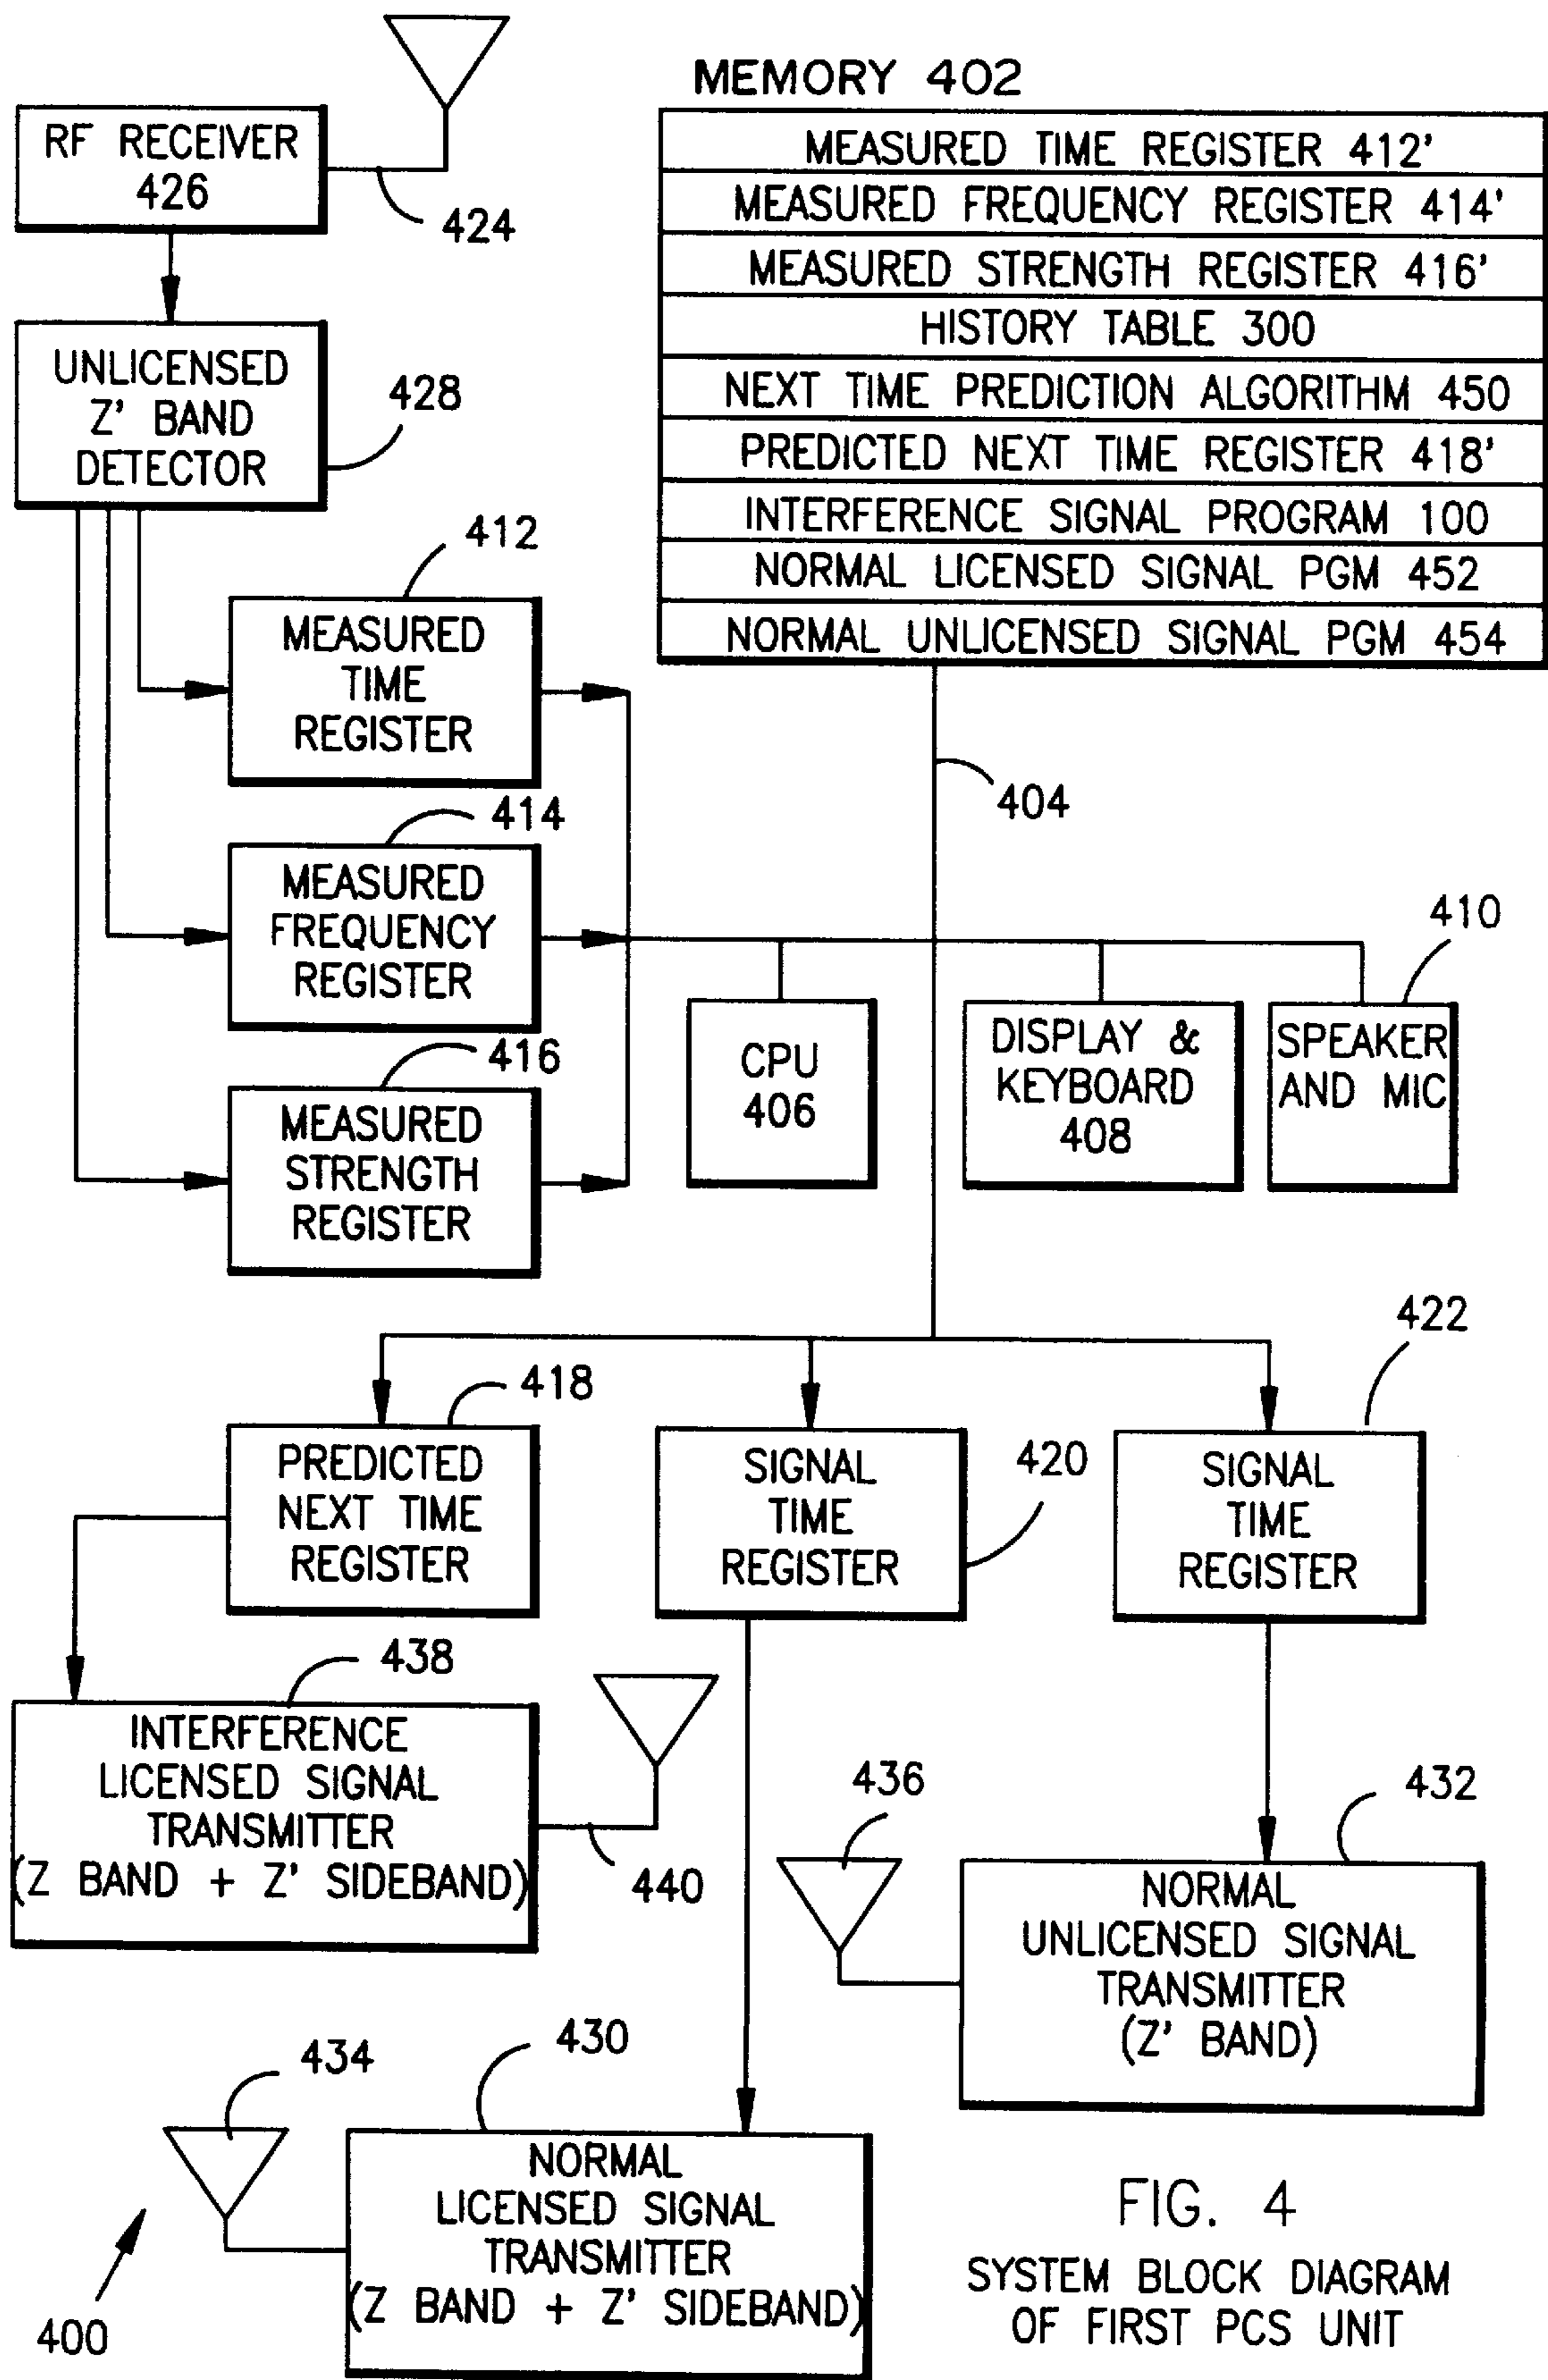 MEMORY 402
MEASURED TIME REGISTER 412'
MEASURED FREQUENCY REGISTER 414'
MEASURED STRENGTH REGISTER 416'
HISTORY TABLE 300
NEXT TIME PREDICTION ALGORITHM 450
PREDICTED NEXT TIME REGISTER 418'
INTERFERENCE SIGNAL PROGRAM 100
NORMAL LICENSED SIGNAL PGM 452
NORMAL UNLICENSED SIGNAL PGM 454
RF RECEIVER
426
424
UNLICENSED
Z' BAND
DETECTOR
428
412
MEASURED
TIME
REGISTER
404
414
MEASURED
FREQUENCY
REGISTER
416
MEASURED
STRENGTH
REGISTER
CPU
406
DISPLAY &
KEYBOARD
408
410
SPEAKER
AND MIC
418
PREDICTED
NEXT TIME
REGISTER
SIGNAL
TIME
REGISTER
420
422
SIGNAL
TIME
REGISTER
438
INTERFERENCE
LICENSED SIGNAL
TRANSMITTER
(Z BAND + Z' SIDEBAND)
440
436
432
NORMAL
UNLICENSED SIGNAL
TRANSMITTER
(Z' BAND)
434
430
NORMAL
LICENSED SIGNAL
TRANSMITTER
(Z BAND + Z' SIDEBAND)
400
FIG. 4
SYSTEM BLOCK DIAGRAM
OF FIRST PCS UNIT